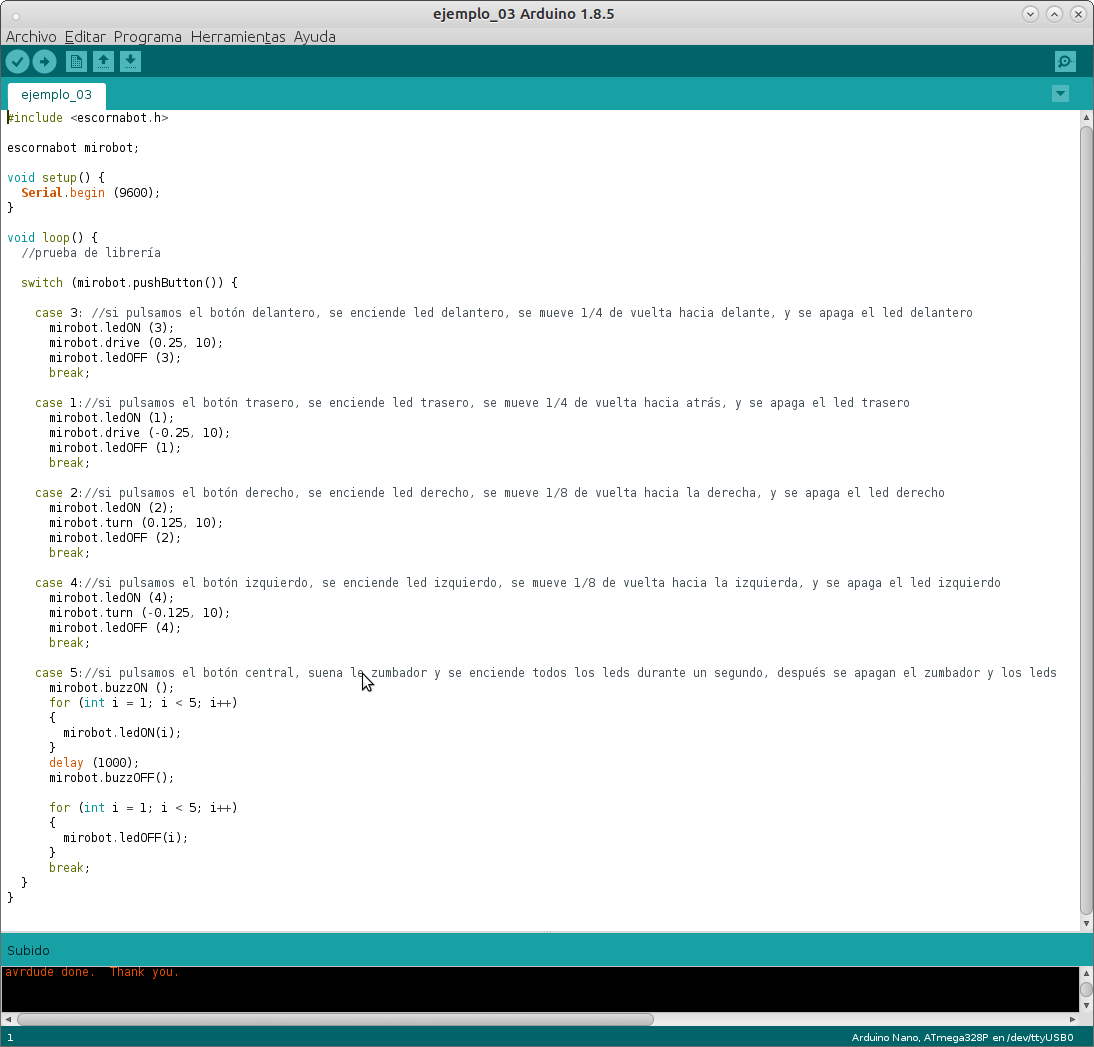 ejemplo_03 Arduino 1.8.5
Archivo Editar Programa Herramientas Ayuda
ejemplo_03
#include <escornabot.h>
escornabot mirobot;
void setup() {
  Serial.begin (9600);
}
void loop() {
  //prueba de librería
  switch (mirobot.pushButton()) {
    case 3: //si pulsamos el botón delantero, se enciende led delantero, se mueve 1/4 de vuelta hacia delante, y se apaga el led delantero
      mirobot.ledON (3);
      mirobot.drive (0.25, 10);
      mirobot.ledOFF (3);
      break;
    case 1://si pulsamos el botón trasero, se enciende led trasero, se mueve 1/4 de vuelta hacia atrás, y se apaga el led trasero
      mirobot.ledON (1);
      mirobot.drive (-0.25, 10);
      mirobot.ledOFF (1);
      break;
    case 2://si pulsamos el botón derecho, se enciende led derecho, se mueve 1/8 de vuelta hacia la derecha, y se apaga el led derecho
      mirobot.ledON (2);
      mirobot.turn (0.125, 10);
      mirobot.ledOFF (2);
      break;
    case 4://si pulsamos el botón izquierdo, se enciende led izquierdo, se mueve 1/8 de vuelta hacia la izquierda, y se apaga el led izquierdo
      mirobot.ledON (4);
      mirobot.turn (-0.125, 10);
      mirobot.ledOFF (4);
      break;
    case 5://si pulsamos el botón central, suena le zumbador y se enciende todos los leds durante un segundo, después se apagan el zumbador y los leds
      mirobot.buzzON ();
      for (int i = 1; i < 5; i++)
      {
        mirobot.ledON(i);
      }
      delay (1000);
      mirobot.buzzOFF();
      for (int i = 1; i < 5; i++)
      {
        mirobot.ledOFF(i);
      }
      break;
  }
}
Subido
avrdude done.  Thank you.
1 Arduino Nano, ATmega328P en /dev/ttyUSB0